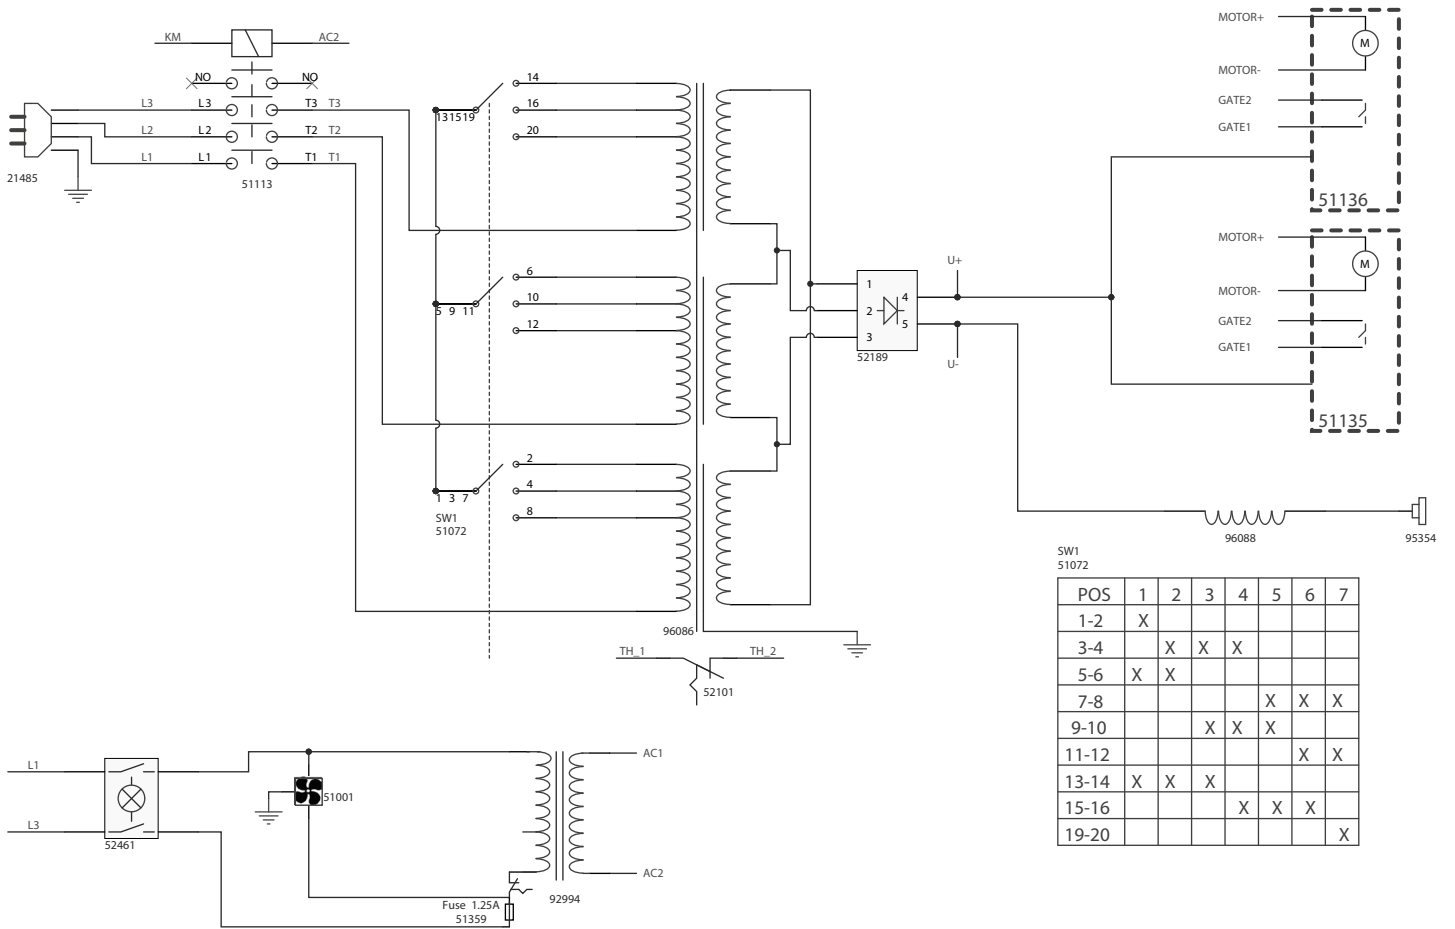 KM
AC2
NO
NO
L3
L3
T3
T3
L2
L2
T2
T2
L1
L1
T1
T1
21485
51113
131519
14
16
20
5 9 11
6
10
12
1 3 7
2
4
8
SW1
51072
96086
TH_1
TH_2
52101
1
2
3
4
5
52189
U+
U-
MOTOR+
M
MOTOR-
GATE2
GATE1
51136
MOTOR+
M
MOTOR-
GATE2
GATE1
51135
96088
95354
SW1
51072
POS 1 2 3 4 5 6 7
1-2 X
3-4 X X X
5-6 X X
7-8 X X X
9-10 X X X
11-12 X X
13-14 X X X
15-16 X X X
19-20 X
L1
L3
52461
51001
AC1
AC2
92994
Fuse 1.25A
51359